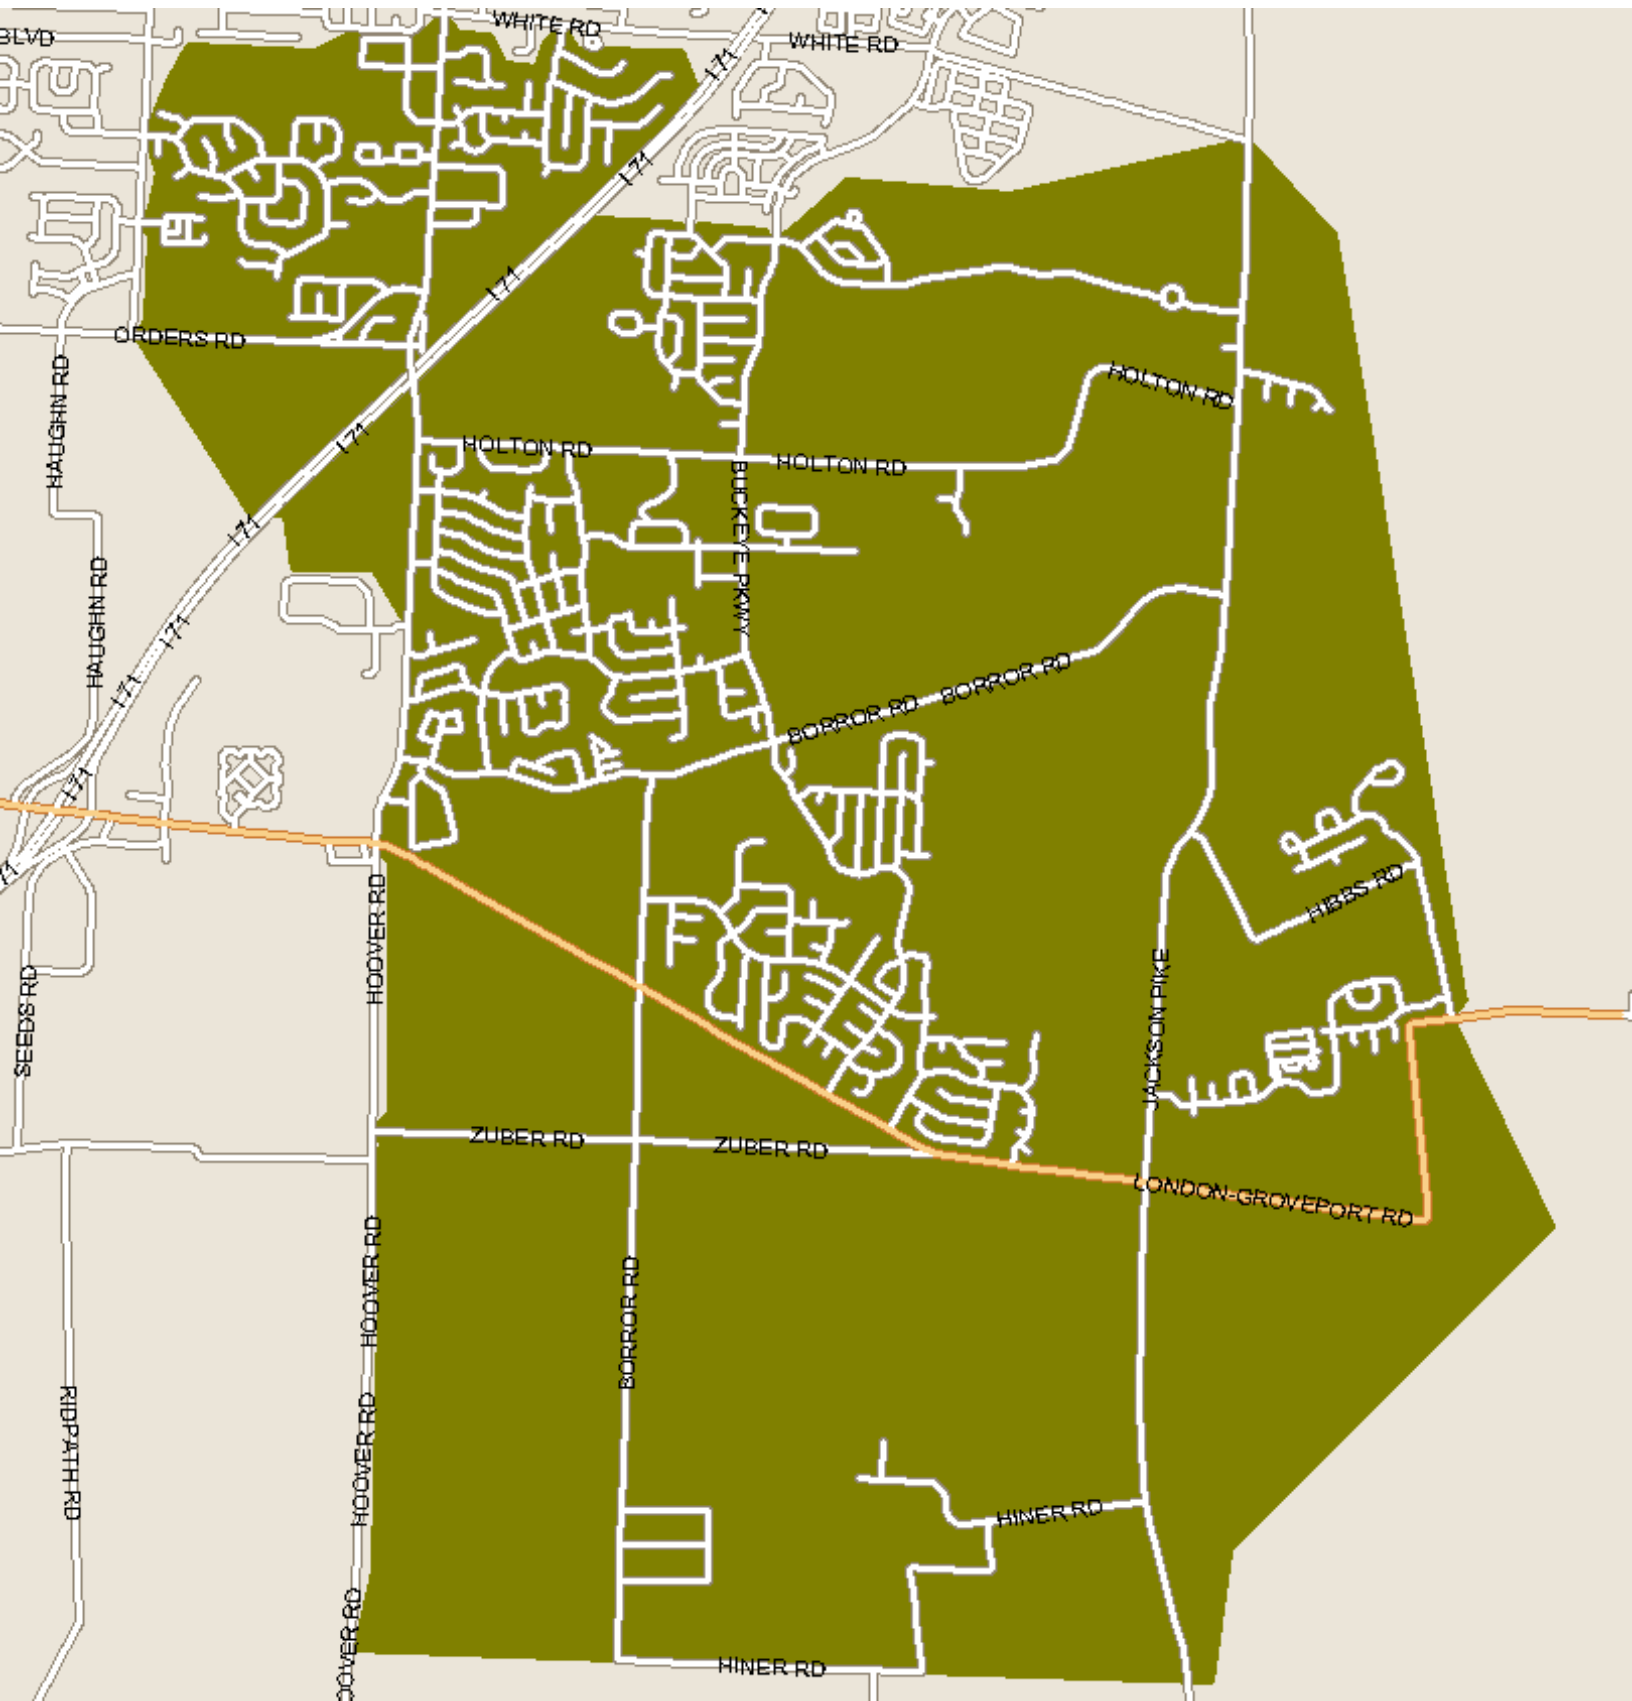 WHITE RD
BLVD
WHITE RD
I 71
I 71
I 71
ORDERS RD
HAUGHN RD
HOLTON RD
I 71
HOLTON RD
HOLTON RD
I 71
BUCKEYE PKWY
HAUGHN RD
I 71
I 71
BORROR RD
BORROR RD
I 71
71
HIBBS RD
HOOVER RD
SEEDS RD
JACKSON PIKE
ZUBER RD
ZUBER RD
LONDON-GROVEPORT RD
HOOVER RD
BORROR RD
RIDPATH RD
HOOVER RD
HINER RD
OOVER RD
HINER RD